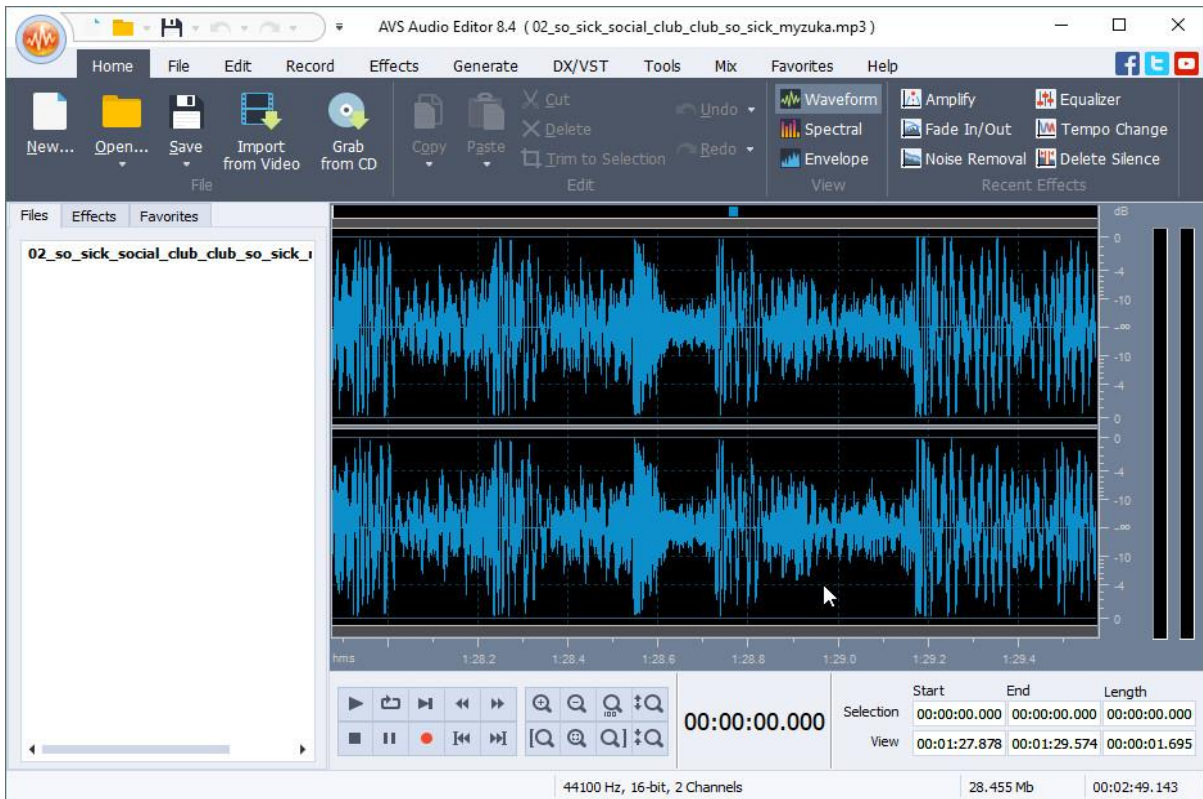 AVS Audio Editor 8.4 ( 02_so_sick_social_club_club_so_sick_myzuka.mp3 )
Home File Edit Record Effects Generate DX/VST Tools Mix Favorites Help
New... Open... Save Import from Video Grab from CD
File
Copy Paste Cut Delete Trim to Selection Undo Redo
Edit
Waveform
Spectral
Envelope
View
Amplify Equalizer
Fade In/Out Tempo Change
Noise Removal Delete Silence
Recent Effects
Files Effects Favorites
02_so_sick_social_club_club_so_sick_
dB
0
-4
-10
-∞
-10
-4
0
0
-4
-10
-∞
-10
-4
0
hms 1:28.2 1:28.4 1:28.6 1:28.8 1:29.0 1:29.2 1:29.4
100
00:00:00.000
Start End Length
Selection 00:00:00.000 00:00:00.000 00:00:00.000
View 00:01:27.878 00:01:29.574 00:00:01.695
44100 Hz, 16-bit, 2 Channels 28.455 Mb 00:02:49.143